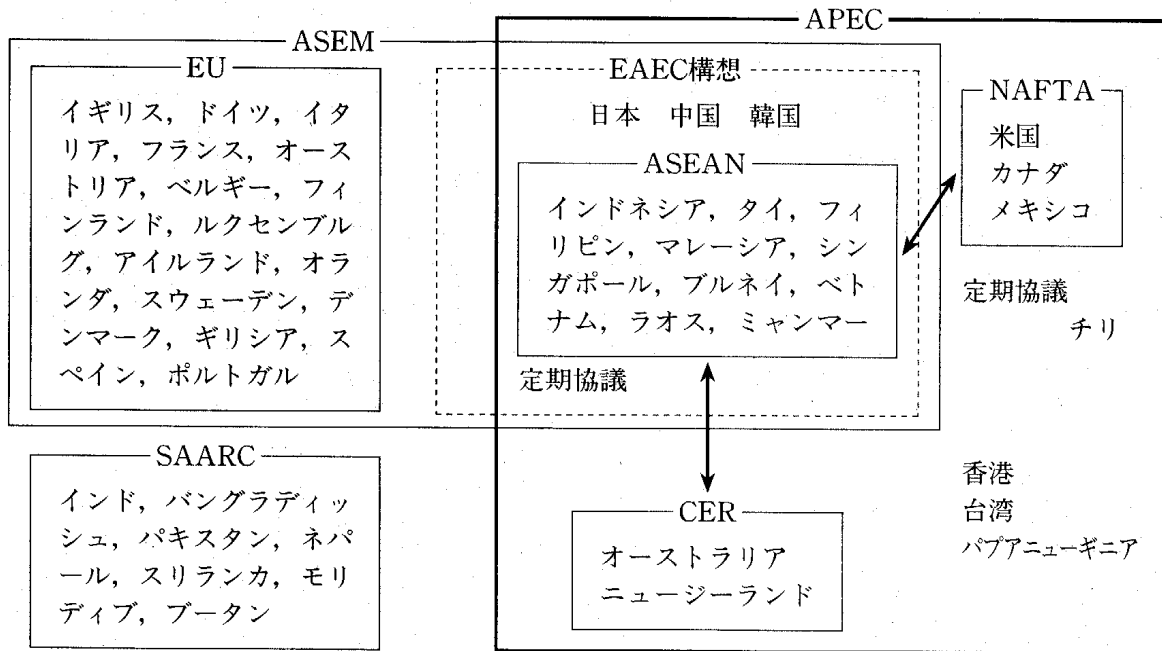 APEC
ASEM
EU
イギリス，ドイツ，イタ
リア，フランス，オース
トリア，ベルギー，フィ
ンランド，ルクセンブル
グ，アイルランド，オラ
ンダ，スウェーデン，デ
ンマーク，ギリシア，ス
ペイン，ポルトガル
EAEC構想
日本　中国　韓国
ASEAN
インドネシア，タイ，フィ
リピン，マレーシア，シン
ガポール，ブルネイ，ベト
ナム，ラオス，ミャンマー
定期協議
NAFTA
米国
カナダ
メキシコ
定期協議
チリ
SAARC
インド，バングラディッ
シュ，パキスタン，ネパ
ール，スリランカ，モリ
ディブ，ブータン
CER
オーストラリア
ニュージーランド
香港
台湾
パプアニューギニア